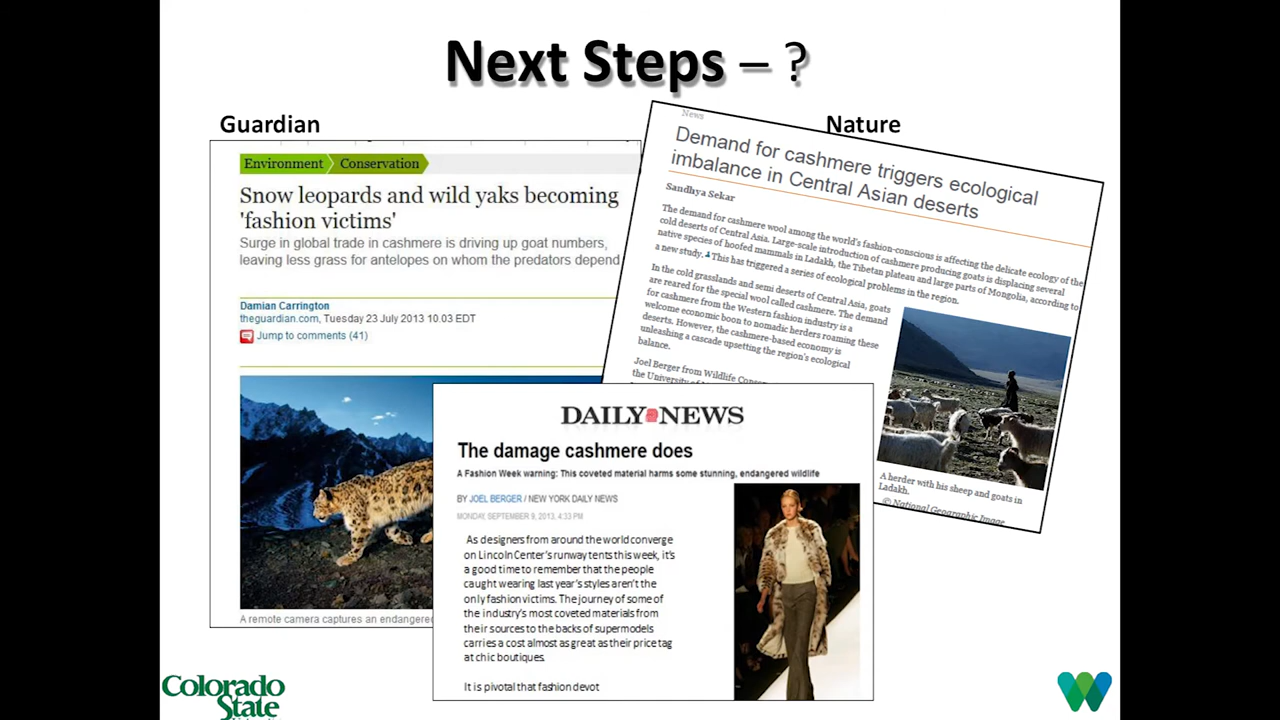 Next Steps – ?
Guardian
Environment
Conservation
Snow leopards and wild yaks becoming
'fashion victims'
Surge in global trade in cashmere is driving up goat numbers,
leaving less grass for antelopes on whom the predators depend
Damian Carrington
theguardian.com, Tuesday 23 July 2013 10.03 EDT
Jump to comments (41)
A remote camera captures an endangered
Nature
News
Demand for cashmere triggers ecological
imbalance in Central Asian deserts
Sandhya Sekar
The demand for cashmere wool among the world's fashion-conscious is affecting the delicate ecology of the
cold deserts of Central Asia. Large-scale introduction of cashmere producing goats is displacing several
native species of hoofed mammals in Ladakh, the Tibetan plateau and large parts of Mongolia, according to
a new study. This has triggered a series of ecological problems in the region.
In the cold grasslands and semi deserts of Central Asia, goats
are reared for the special wool called cashmere. The demand
for cashmere from the Western fashion industry is a
welcome economic boon to nomadic herders roaming these
deserts. However, the cashmere-based economy is
unleashing a cascade upsetting the region's ecological
balance.
Joel Berger from Wildlife
the University of
A herder with his sheep and goats in
Ladakh.
© National Geographic Image
DAILY NEWS
The damage cashmere does
A Fashion Week warning: This coveted material harms some stunning, endangered wildlife
BY JOEL BERGER / NEW YORK DAILY NEWS
MONDAY, SEPTEMBER 9, 2013, 4:33 PM
As designers from around the world converge
on Lincoln Center's runway tents this week, it's
a good time to remember that the people
caught wearing last year's styles aren't the
only fashion victims. The journey of some of
the industry's most coveted materials from
their sources to the backs of supermodels
carries a cost almost as great as their price tag
at chic boutiques.
It is pivotal that fashion devot
Colorado
State